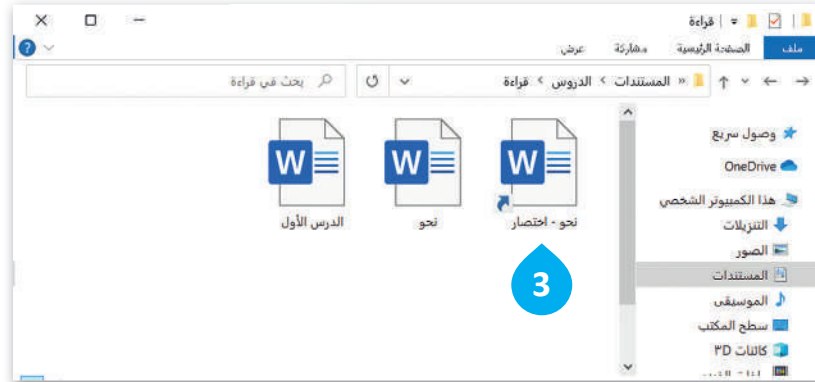 قراءة
ملف الصفحة الرئيسية مشاركة عرض
« المستندات › الدروس › قراءة
بحث في قراءة
وصول سريع
OneDrive
هذا الكمبيوتر الشخصي
التنزيلات
الصور
المستندات
الموسيقى
سطح المكتب
كائنات ٣D
نحو - اختصار
نحو
الدرس الأول
3